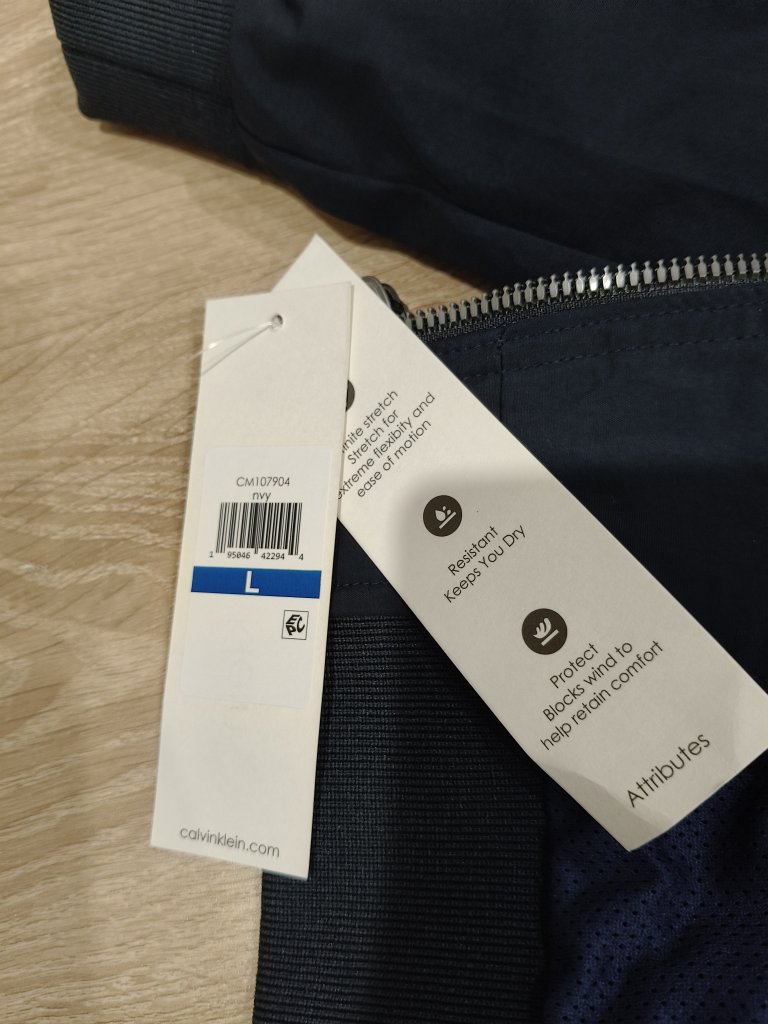 CM107904
nvy
1 95046 42294 4
L
EPC
calvinklein.com
stretch
Stretch for
extreme flexibity and
ease of motion
Resistant
Keeps You Dry
Protect
Blocks wind to
help retain comfort
Attributes